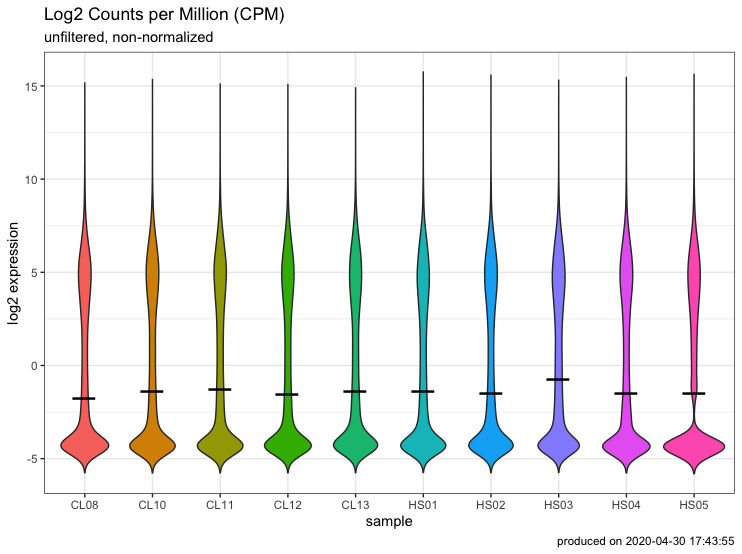 Log2 Counts per Million (CPM)
unfiltered, non-normalized
log2 expression
15
10
5
0
-5
CL08 CL10 CL11 CL12 CL13 HS01 HS02 HS03 HS04 HS05
sample
produced on 2020-04-30 17:43:55